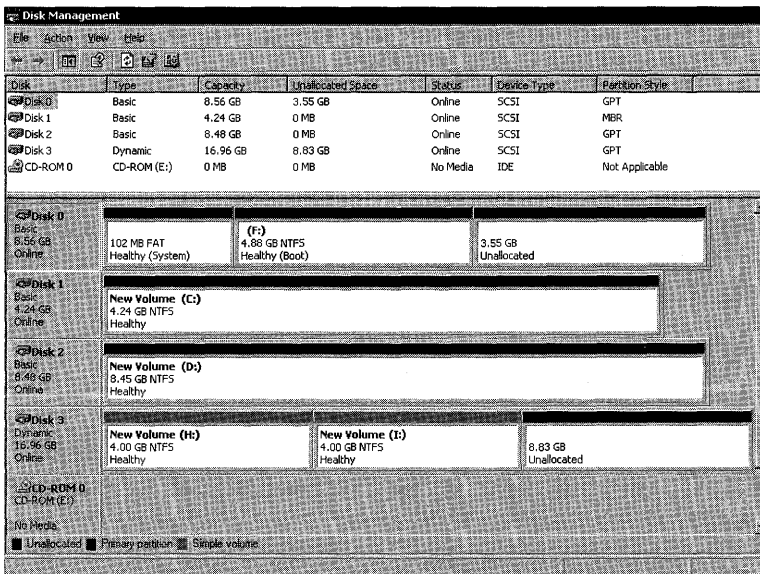 Disk Management
File Action View Help
Disk Type Capacity Unallocated Space Status Device Type Partition Style
Disk 0 Basic 8.56 GB 3.55 GB Online SCSI GPT
Disk 1 Basic 4.24 GB 0 MB Online SCSI MBR
Disk 2 Basic 8.48 GB 0 MB Online SCSI GPT
Disk 3 Dynamic 16.96 GB 8.83 GB Online SCSI GPT
CD-ROM 0 CD-ROM (E:) 0 MB 0 MB No Media IDE Not Applicable
Disk 0
Basic
8.56 GB
Online
102 MB FAT
Healthy (System)
(F:)
4.88 GB NTFS
Healthy (Boot)
3.55 GB
Unallocated
Disk 1
Basic
4.24 GB
Online
New Volume (C:)
4.24 GB NTFS
Healthy
Disk 2
Basic
8.48 GB
Online
New Volume (D:)
8.45 GB NTFS
Healthy
Disk 3
Dynamic
16.96 GB
Online
New Volume (H:)
4.00 GB NTFS
Healthy
New Volume (I:)
4.00 GB NTFS
Healthy
8.83 GB
Unallocated
CD-ROM 0
CD-ROM (E:)
No Media
Unallocated Primary partition Simple volume